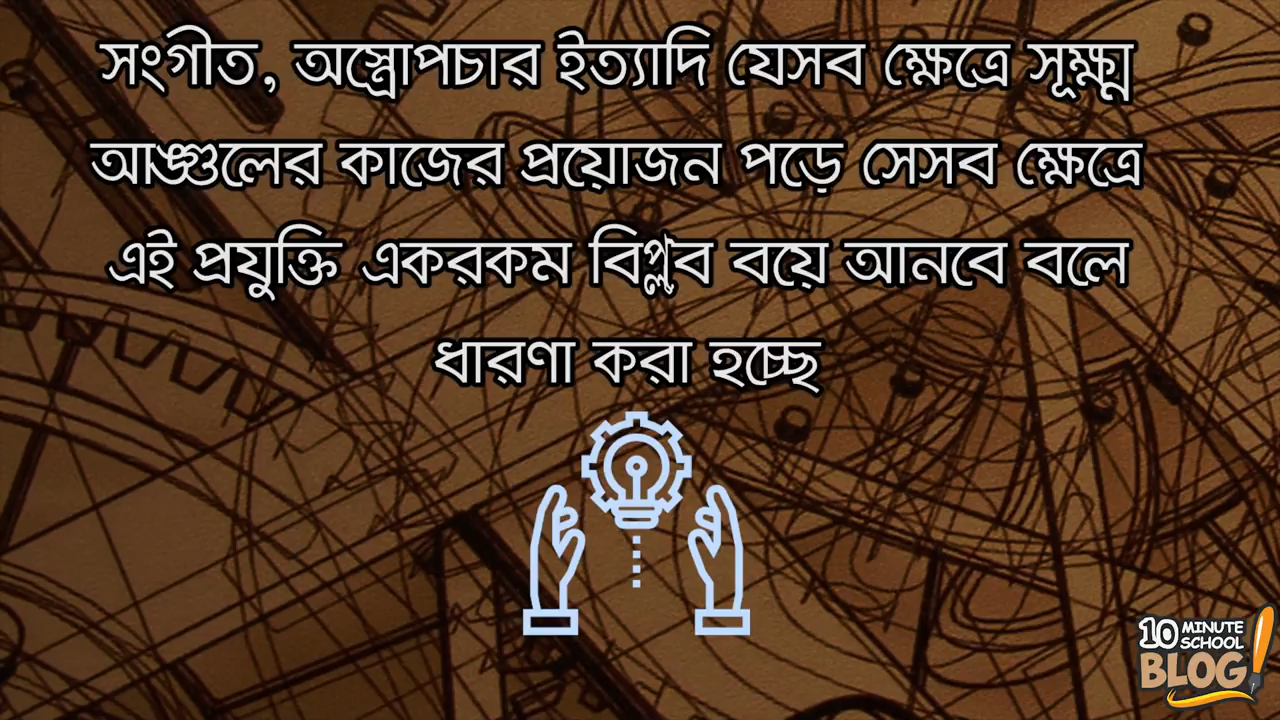 সংগীত, অস্ত্রোপচার ইত্যাদি যেসব ক্ষেত্রে সূক্ষ্ম
আঙ্গুলের কাজের প্রয়োজন পড়ে সেসব ক্ষেত্রে
এই প্রযুক্তি একরকম বিপ্লব বয়ে আনবে বলে
ধারণা করা হচ্ছে
10 MINUTE
SCHOOL
BLOG!